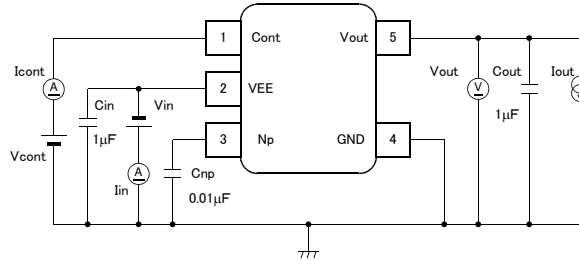 1 Cont Vout 5
Icont
A
Vout Cout Iout
V
1μF
Cin Vin
2 VEE
1μF
3 Np GND 4
Vcont
A
Iin
Cnp
0.01μF